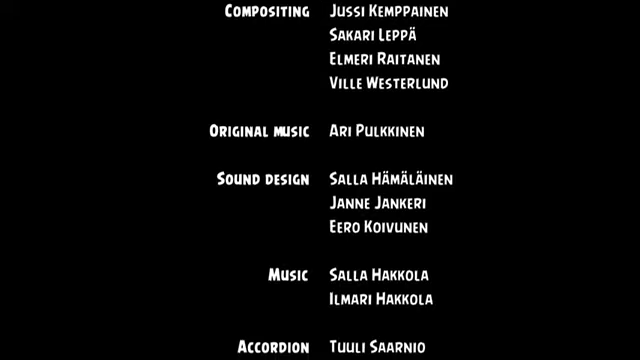 Compositing Jussi Kemppainen
Sakari Leppä
Elmeri Raitanen
Ville Westerlund
Original music Ari Pulkkinen
Sound design Salla Hämäläinen
Janne Jankeri
Eero Koivunen
Music Salla Hakkola
Ilmari Hakkola
Accordion Tuuli Saarnio